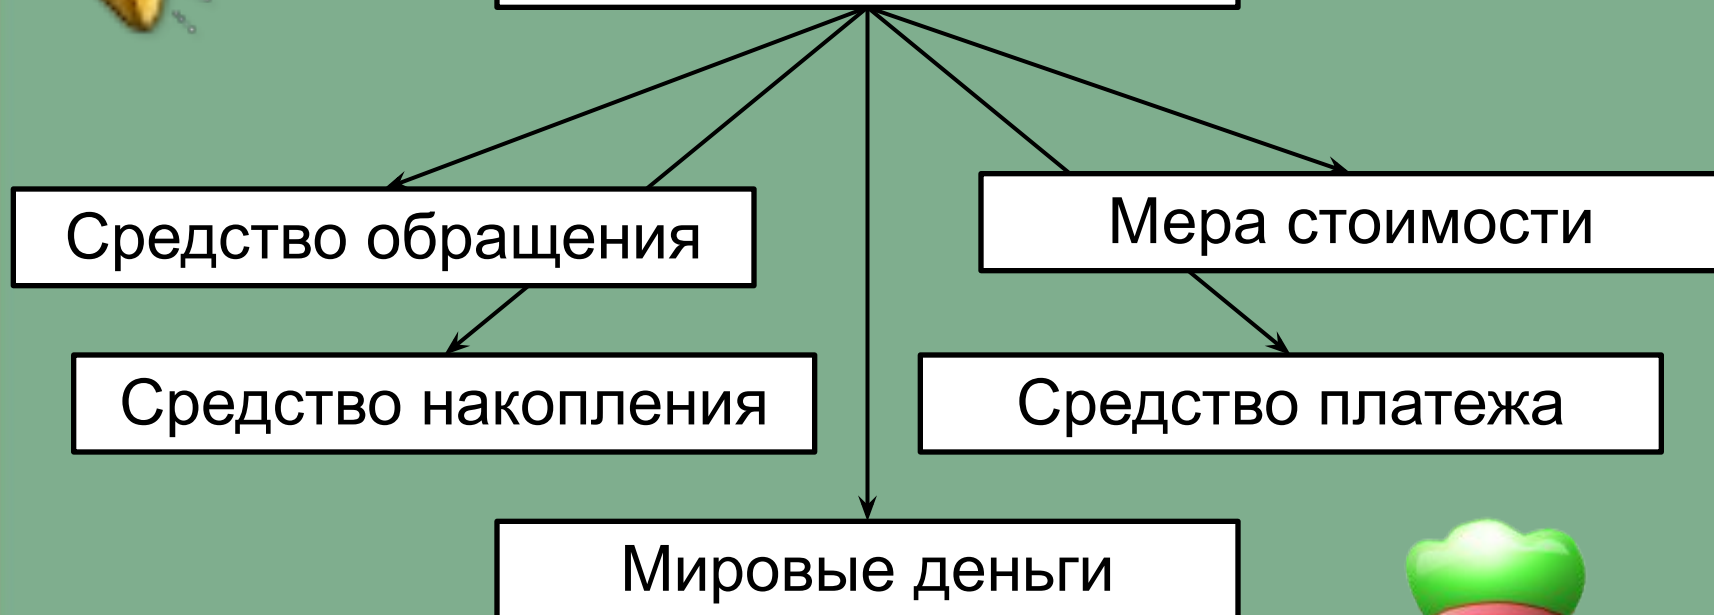 Средство обращения
Мера стоимости
Средство накопления
Средство платежа
Мировые деньги